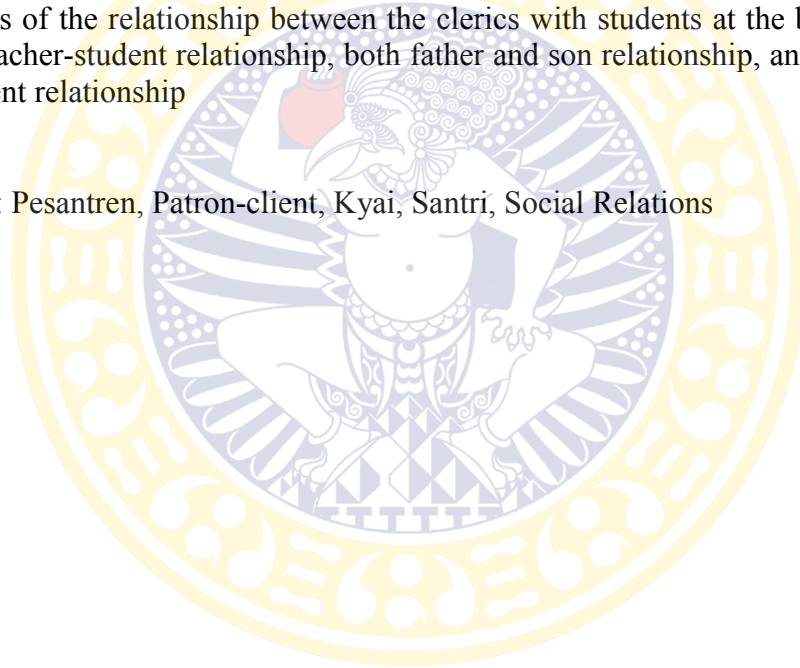 s of the relationship between the clerics with students at the b
acher-student relationship, both father and son relationship, an
ent relationship
: Pesantren, Patron-client, Kyai, Santri, Social Relations